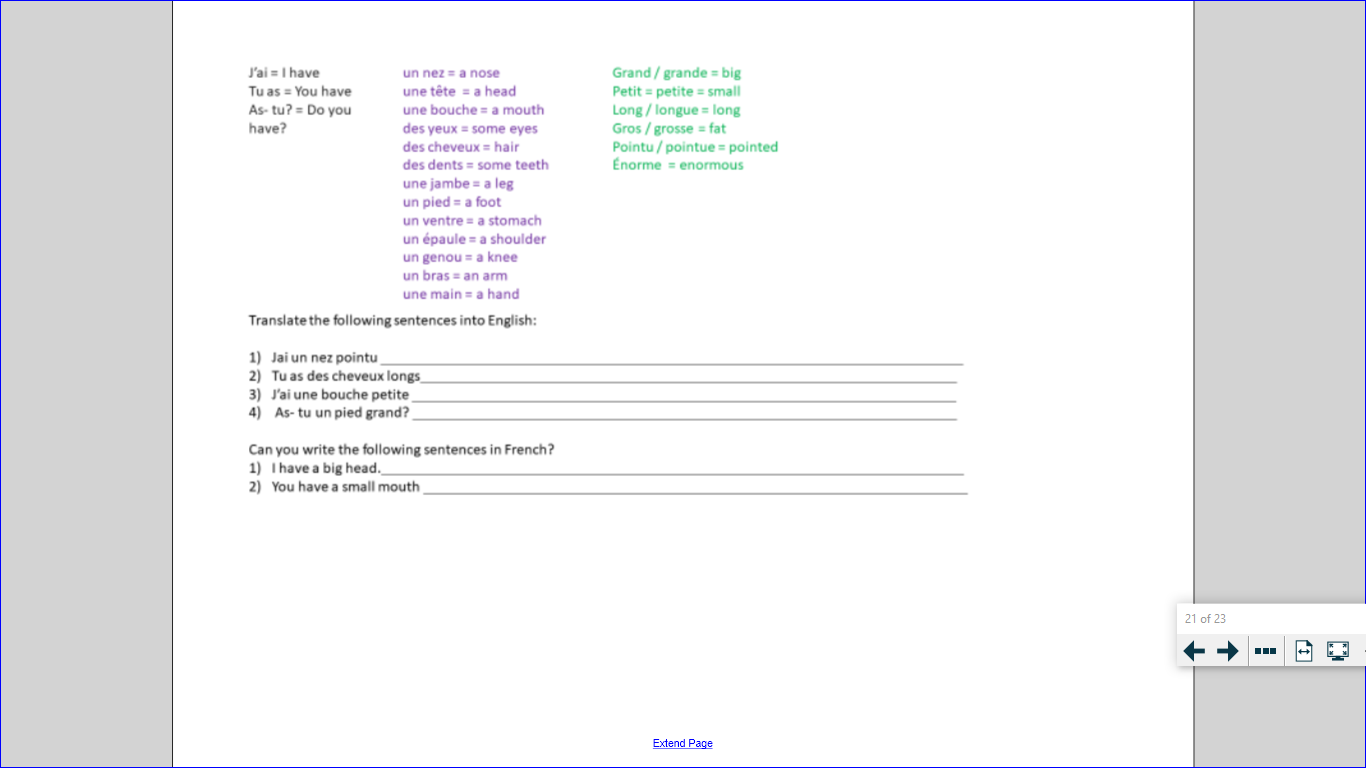 J'ai = I have
Tu as = You have
As- tu? = Do you
have?
un nez = a nose
une tête = a head
une bouche = a mouth
des yeux = some eyes
des cheveux = hair
des dents = some teeth
une jambe = a leg
un pied = a foot
un ventre = a stomach
un épaule = a shoulder
un genou = a knee
un bras = an arm
une main = a hand
Grand / grande = big
Petit = petite = small
Long / longue = long
Gros / grosse = fat
Pointu / pointue = pointed
Énorme = enormous
Translate the following sentences into English:
1) Jai un nez pointu
2) Tu as des cheveux longs
3) J'ai une bouche petite
4) As- tu un pied grand?
Can you write the following sentences in French?
1) I have a big head.
2) You have a small mouth
21 of 23
Extend Page